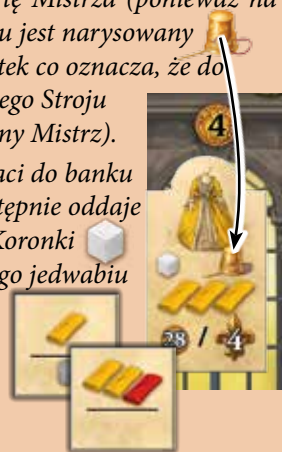 Mistrza (ponieważ na
u jest narysowany
tek co oznacza, że do
ego Stroju
ny Mistrz).
aci do banku
tępnie oddaje
Koronki
go jedwabiu
4
28 / 4